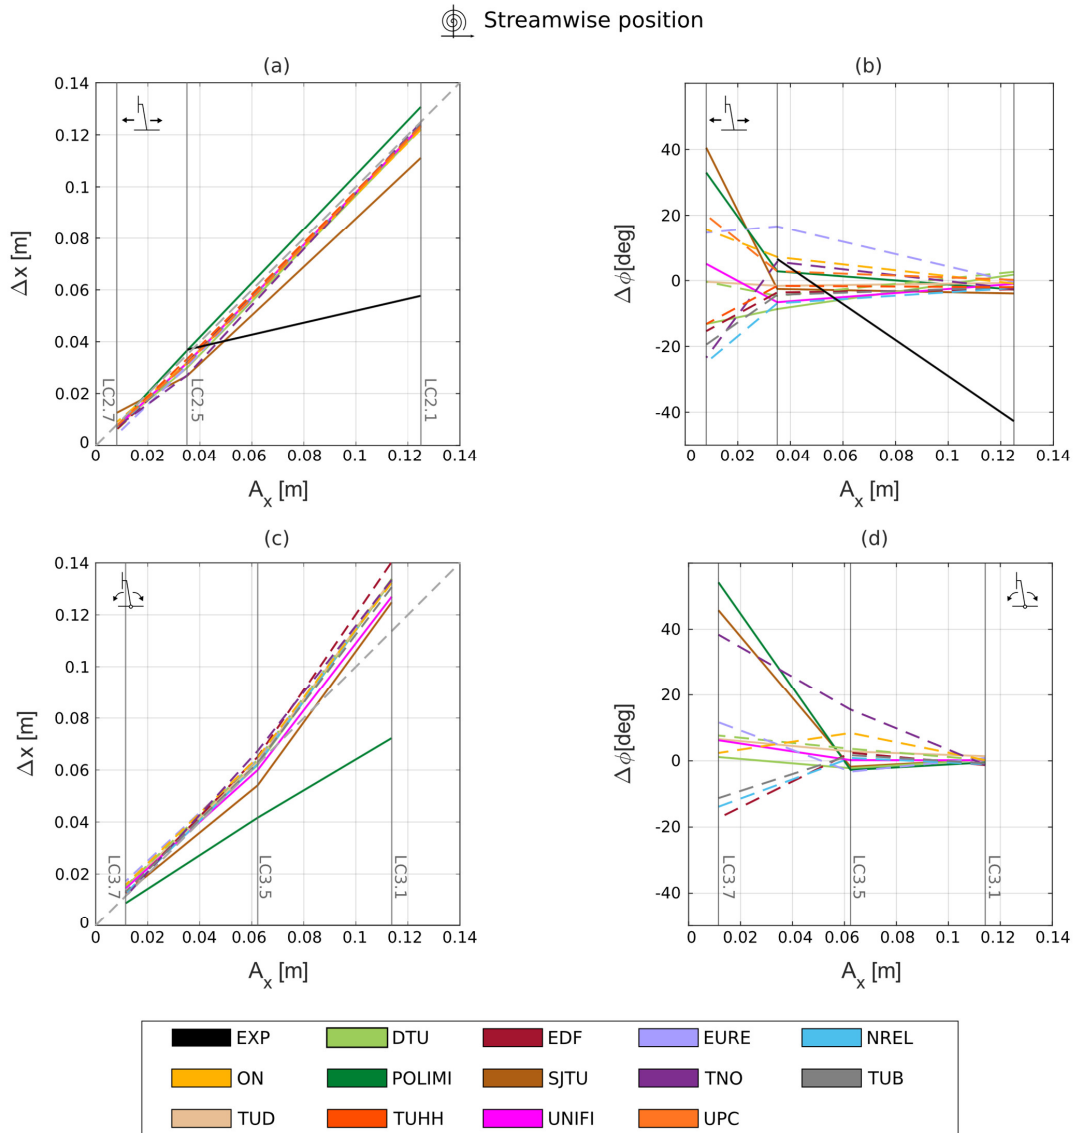 Streamwise position
(a)
0.14
0.12
0.1
0.08
0.06
0.04
0.02
0
Δx [m]
LC2.7
LC2.5
LC2.1
0 0.02 0.04 0.06 0.08 0.1 0.12 0.14
A_x [m]
(b)
40
20
0
-20
-40
Δϕ[deg]
0 0.02 0.04 0.06 0.08 0.1 0.12 0.14
A_x [m]
(c)
0.14
0.12
0.1
0.08
0.06
0.04
0.02
0
Δx [m]
LC3.7
LC3.5
LC3.1
0 0.02 0.04 0.06 0.08 0.1 0.12 0.14
A_x [m]
(d)
40
20
0
-20
-40
Δϕ[deg]
LC3.7
LC3.5
LC3.1
0 0.02 0.04 0.06 0.08 0.1 0.12 0.14
A_x [m]
EXP DTU EDF EURE NREL
ON POLIMI SJTU TNO TUB
TUD TUHH UNIFI UPC